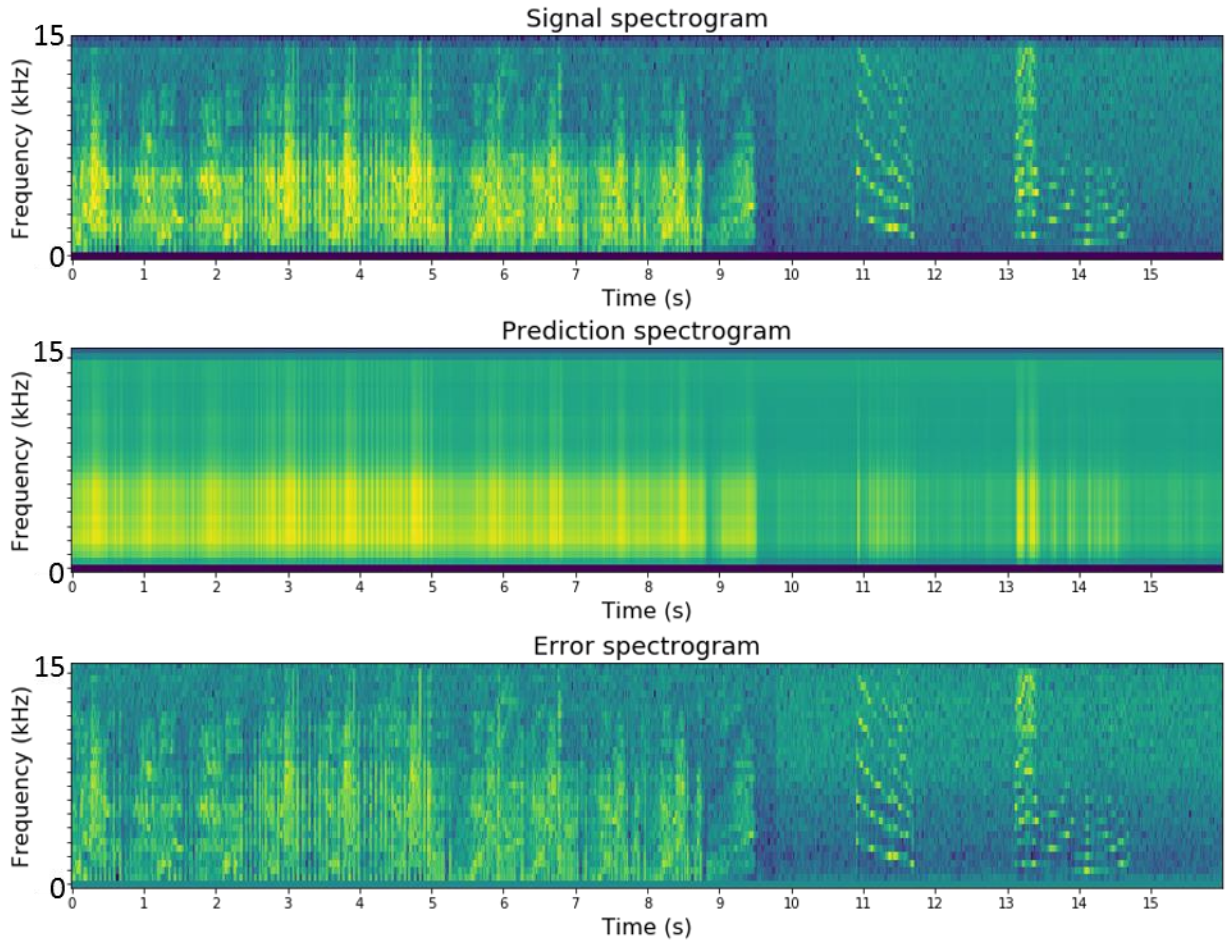 Signal spectrogram
15
Frequency (kHz)
0
0 1 2 3 4 5 6 7 8 9 10 11 12 13 14 15
Time (s)
Prediction spectrogram
15
Frequency (kHz)
0
0 1 2 3 4 5 6 7 8 9 10 11 12 13 14 15
Time (s)
Error spectrogram
15
Frequency (kHz)
0
0 1 2 3 4 5 6 7 8 9 10 11 12 13 14 15
Time (s)